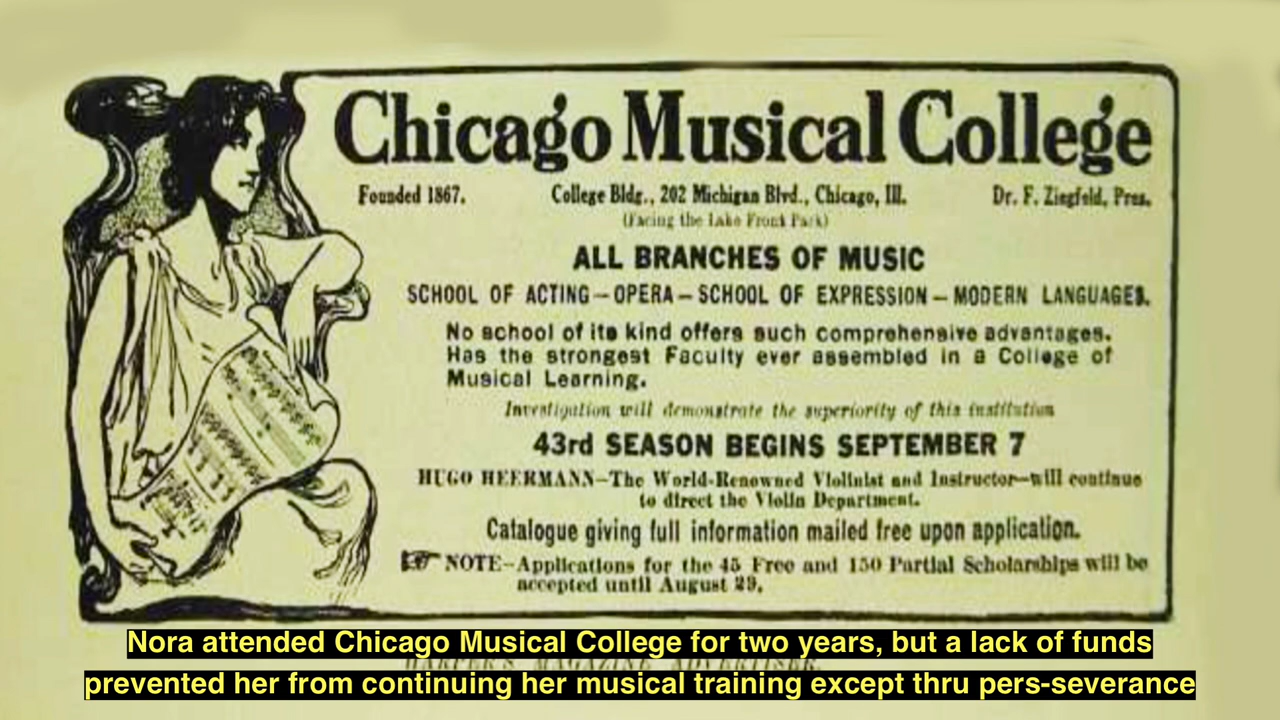 Chicago Musical College
Founded 1867. College Bldg., 202 Michigan Blvd., Chicago, Ill. Dr. F. Ziegfeld, Pres.
(Facing the Lake Front Park)
ALL BRANCHES OF MUSIC
SCHOOL OF ACTING—OPERA—SCHOOL OF EXPRESSION—MODERN LANGUAGES.
No school of its kind offers such comprehensive advantages.
Has the strongest Faculty ever assembled in a College of
Musical Learning.
Investigation will demonstrate the superiority of this institution
43rd SEASON BEGINS SEPTEMBER 7
HUGO HEERMANN—The World-Renowned Violinist and Instructor—will continue
to direct the Violin Department.
Catalogue giving full information mailed free upon application.
☞ NOTE—Applications for the 45 Free and 150 Partial Scholarships will be
accepted until August 29.
Nora attended Chicago Musical College for two years, but a lack of funds
HARPER'S MAGAZINE ADVERTISER.
prevented her from continuing her musical training except thru pers-severance